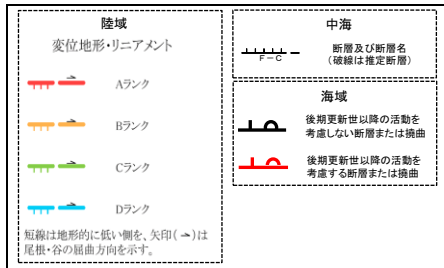 陸域
変位地形・リニアメント
Aランク
Bランク
Cランク
Dランク
短線は地形的に低い側を、矢印(→)は
尾根・谷の屈曲方向を示す。
中海
F-C
断層及び断層名
(破線は推定断層)
海域
後期更新世以降の活動を
考慮しない断層または撓曲
後期更新世以降の活動を
考慮する断層または撓曲